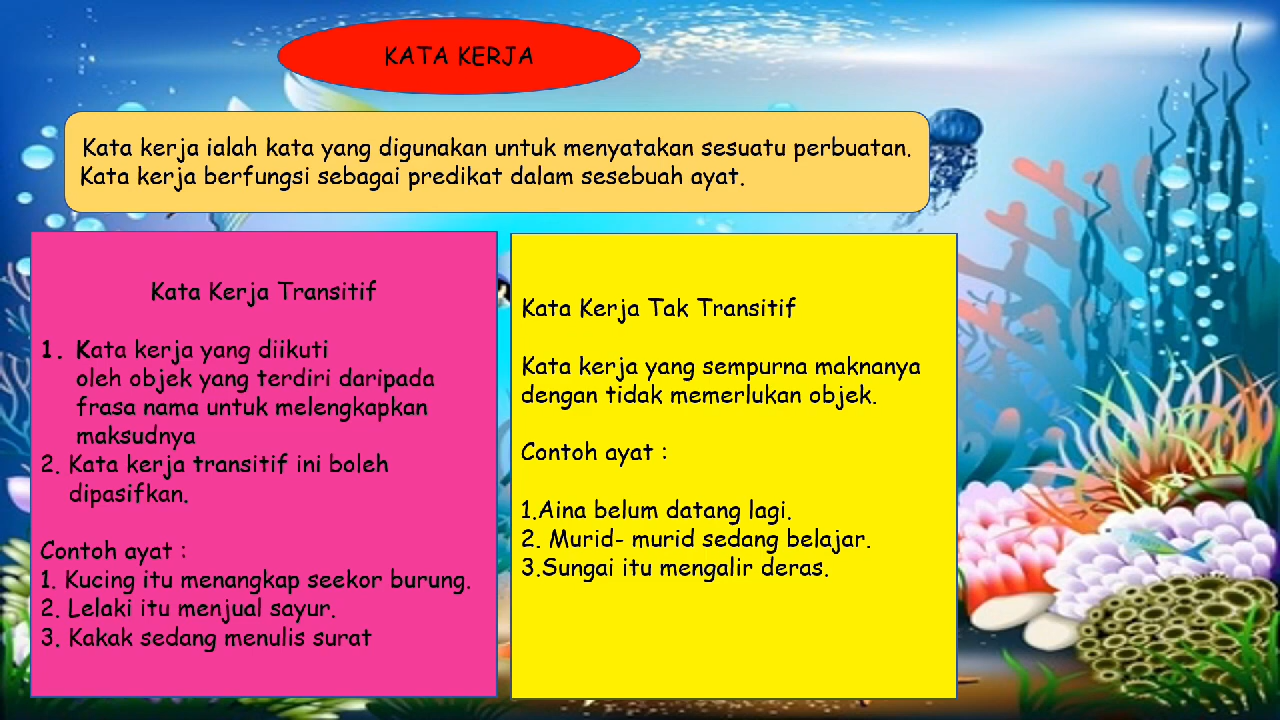 KATA KERJA
Kata kerja ialah kata yang digunakan untuk menyatakan sesuatu perbuatan.
Kata kerja berfungsi sebagai predikat dalam sesebuah ayat.
Kata Kerja Transitif
1. Kata kerja yang diikuti
oleh objek yang terdiri daripada
frasa nama untuk melengkapkan
maksudnya
2. Kata kerja transitif ini boleh
dipasifkan.
Contoh ayat :
1. Kucing itu menangkap seekor burung.
2. Lelaki itu menjual sayur.
3. Kakak sedang menulis surat
Kata Kerja Tak Transitif
Kata kerja yang sempurna maknanya
dengan tidak memerlukan objek.
Contoh ayat :
1.Aina belum datang lagi.
2. Murid- murid sedang belajar.
3.Sungai itu mengalir deras.